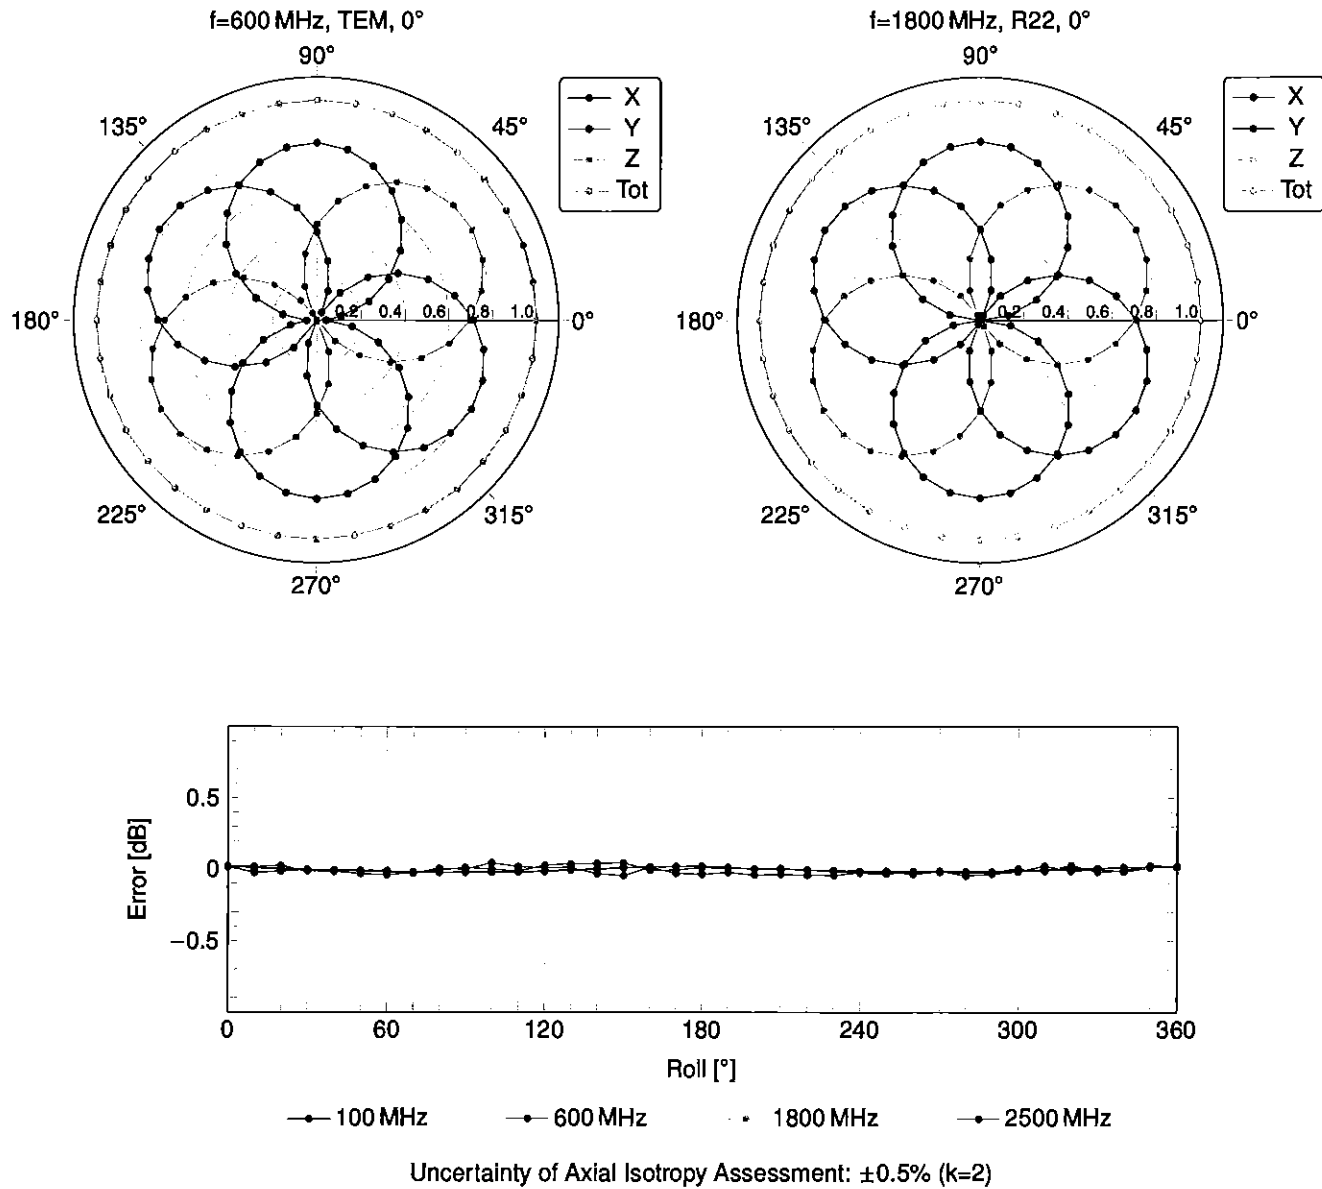 f=600 MHz, TEM, 0°
90°
135°
45°
180°
0.2 0.4 0.6 0.8 1.0
0°
225°
315°
270°
X
Y
Z
Tot
f=1800 MHz, R22, 0°
90°
135°
45°
180°
0.2 0.4 0.6 0.8 1.0
0°
225°
315°
270°
X
Y
Z
Tot
Error [dB]
0.5
0
−0.5
0 60 120 180 240 300 360
Roll [°]
100 MHz 600 MHz 1800 MHz 2500 MHz
Uncertainty of Axial Isotropy Assessment: ±0.5% (k=2)